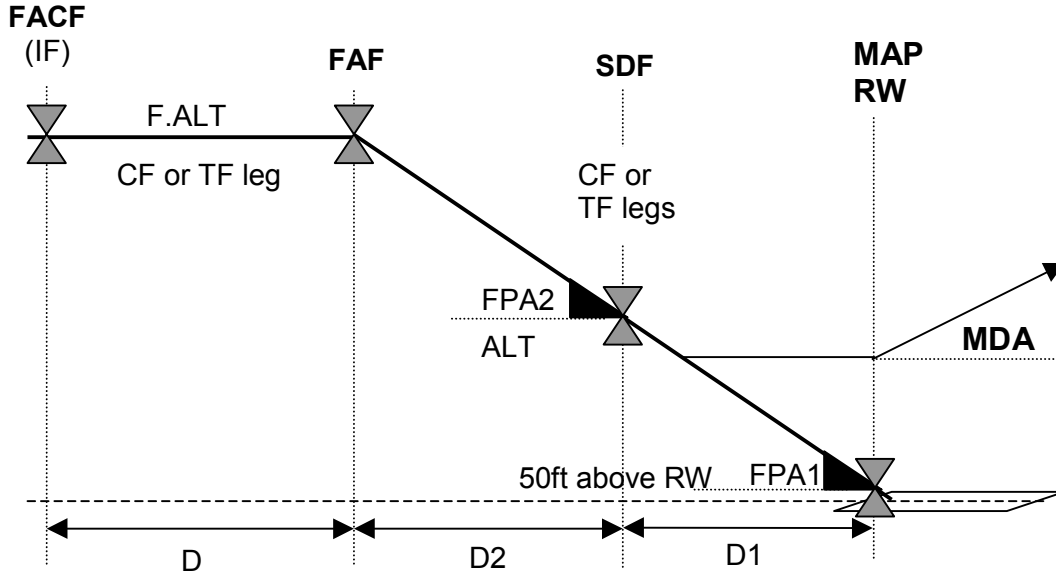 FACF
(IF)
FAF
SDF
MAP
RW
F.ALT
CF or TF leg
CF or
TF legs
FPA2
ALT
MDA
50ft above RW
FPA1
D
D2
D1